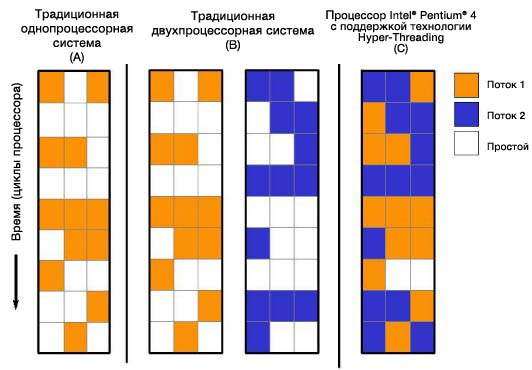 Традиционная
однопроцессорная
система
(A)
Традиционная
двухпроцессорная система
(B)
Процессор Intel® Pentium® 4
с поддержкой технологии
Hyper-Threading
(C)
Время (циклы процессора)
Поток 1
Поток 2
Простой